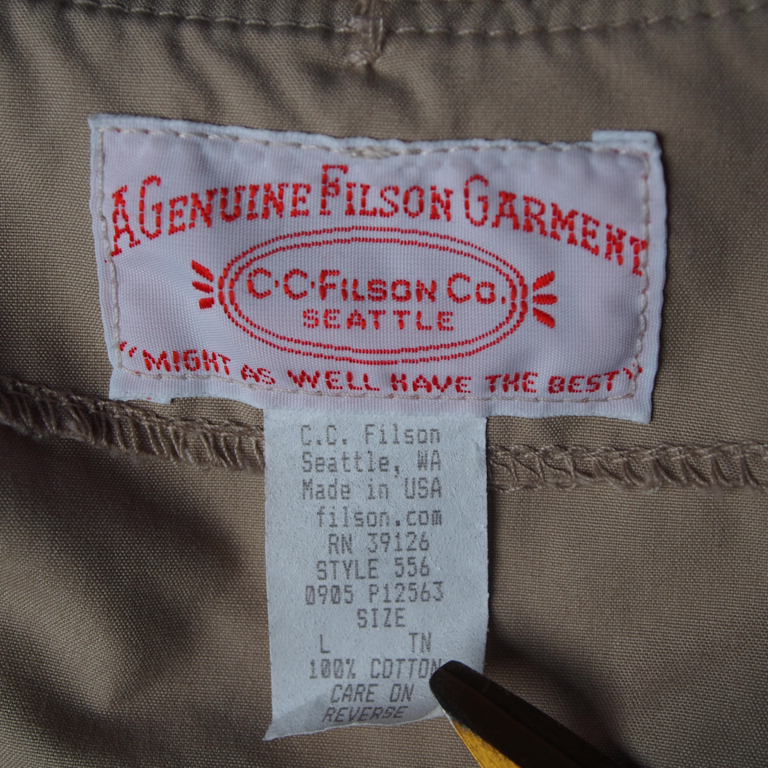 A GENUINE FILSON GARMENT
C·C·FILSON CO.
SEATTLE
"MIGHT AS WELL HAVE THE BEST"
C.C. Filson
Seattle, WA
Made in USA
filson.com
RN 39126
STYLE 556
0905 P12563
SIZE
L TN
100% COTTON
CARE ON
REVERSE